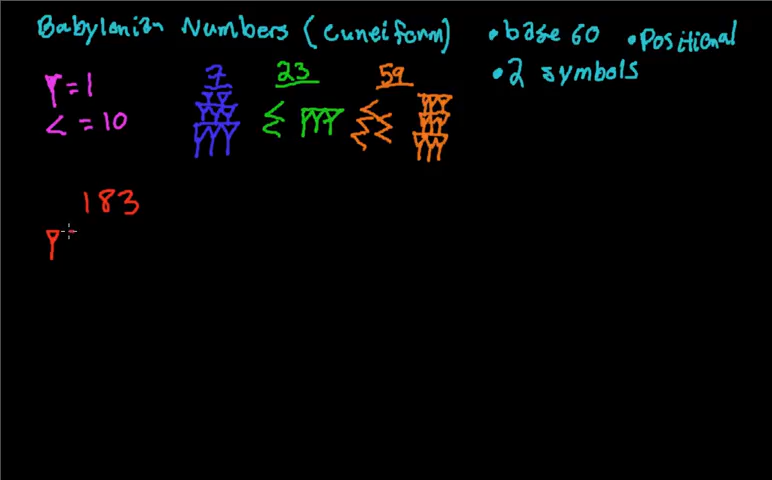 Babylonian Numbers (Cuneiform) • base 60 • Positional
• 2 symbols
𒁹 = 1
< = 10
7 23 59
183